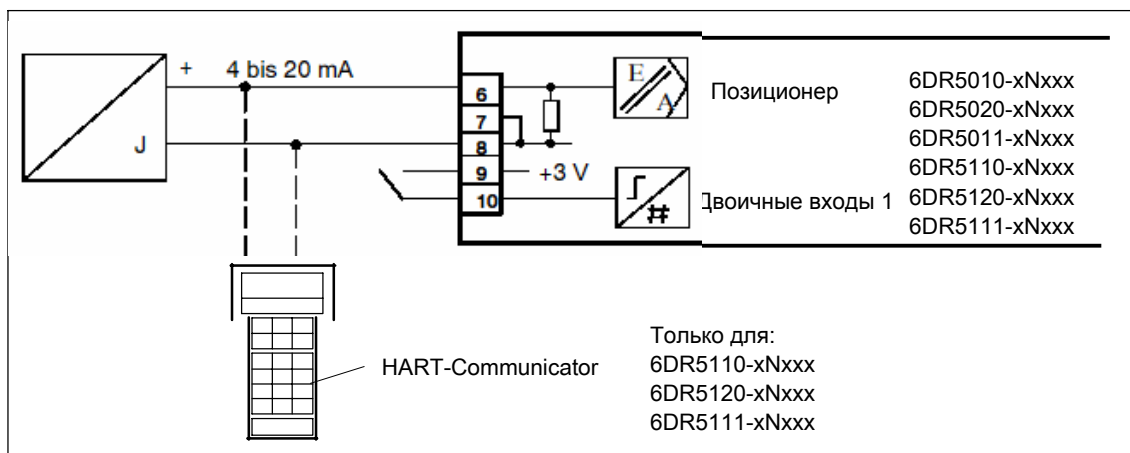 + 4 bis 20 mA
J
6
7
8
9
10
+3 V
E
A
Позиционер
Двоичные входы 1
6DR5010-xNxxx
6DR5020-xNxxx
6DR5011-xNxxx
6DR5110-xNxxx
6DR5120-xNxxx
6DR5111-xNxxx
HART-Communicator
Только для:
6DR5110-xNxxx
6DR5120-xNxxx
6DR5111-xNxxx